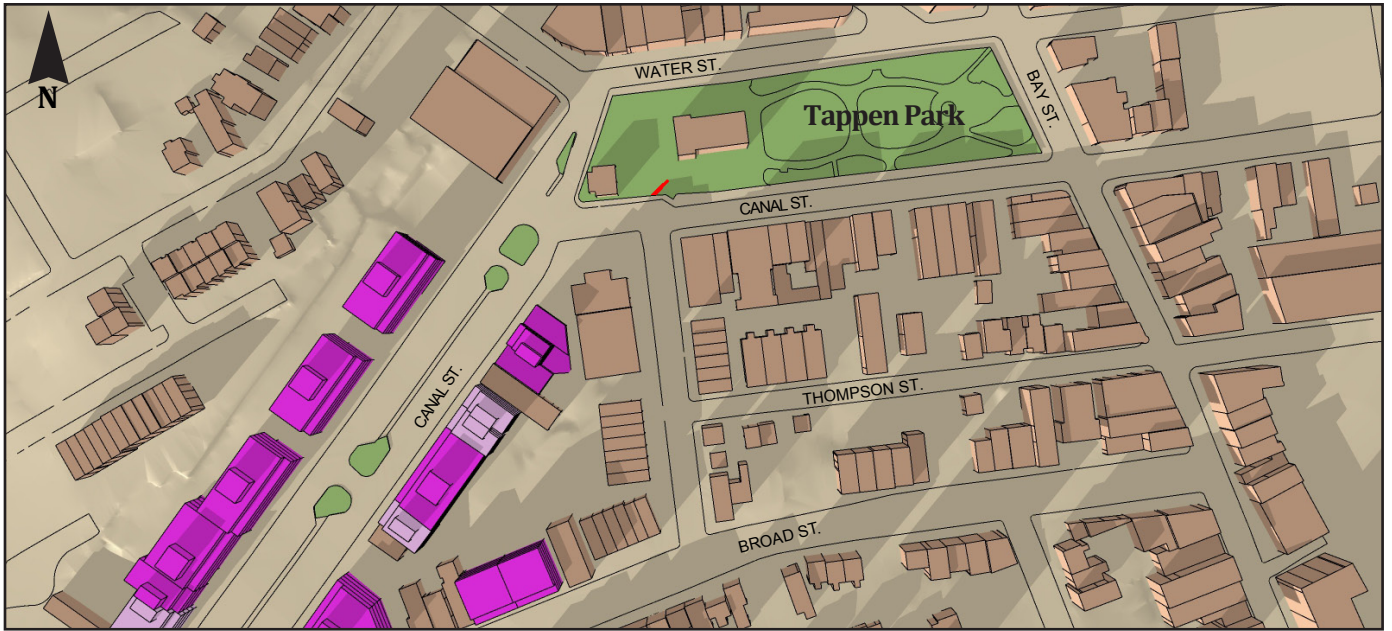 WATER ST.
BAY ST.
Tappen Park
N
CANAL ST.
CANAL ST.
THOMPSON ST.
BROAD ST.